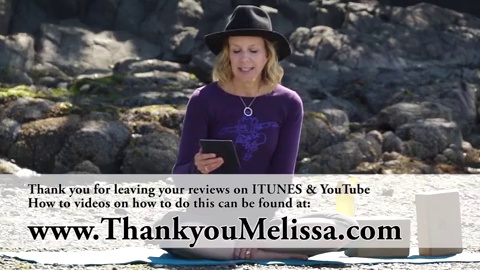 Thank you for leaving your reviews on ITUNES & YouTube
How to videos on how to do this can be found at:
www.ThankyouMelissa.com